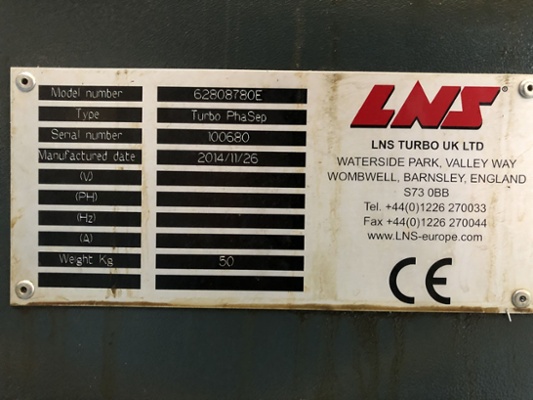 Model number 62808780E
Type Turbo PhaSep
Serial number 100680
Manufactured date 2014/11/26
(V)
(PH)
(Hz)
(A)
Weight Kg 50
LNS®
LNS TURBO UK LTD
WATERSIDE PARK, VALLEY WAY
WOMBWELL, BARNSLEY, ENGLAND
S73 0BB
Tel. +44(0)1226 270033
Fax +44(0)1226 270044
www.LNS-europe.com
CE